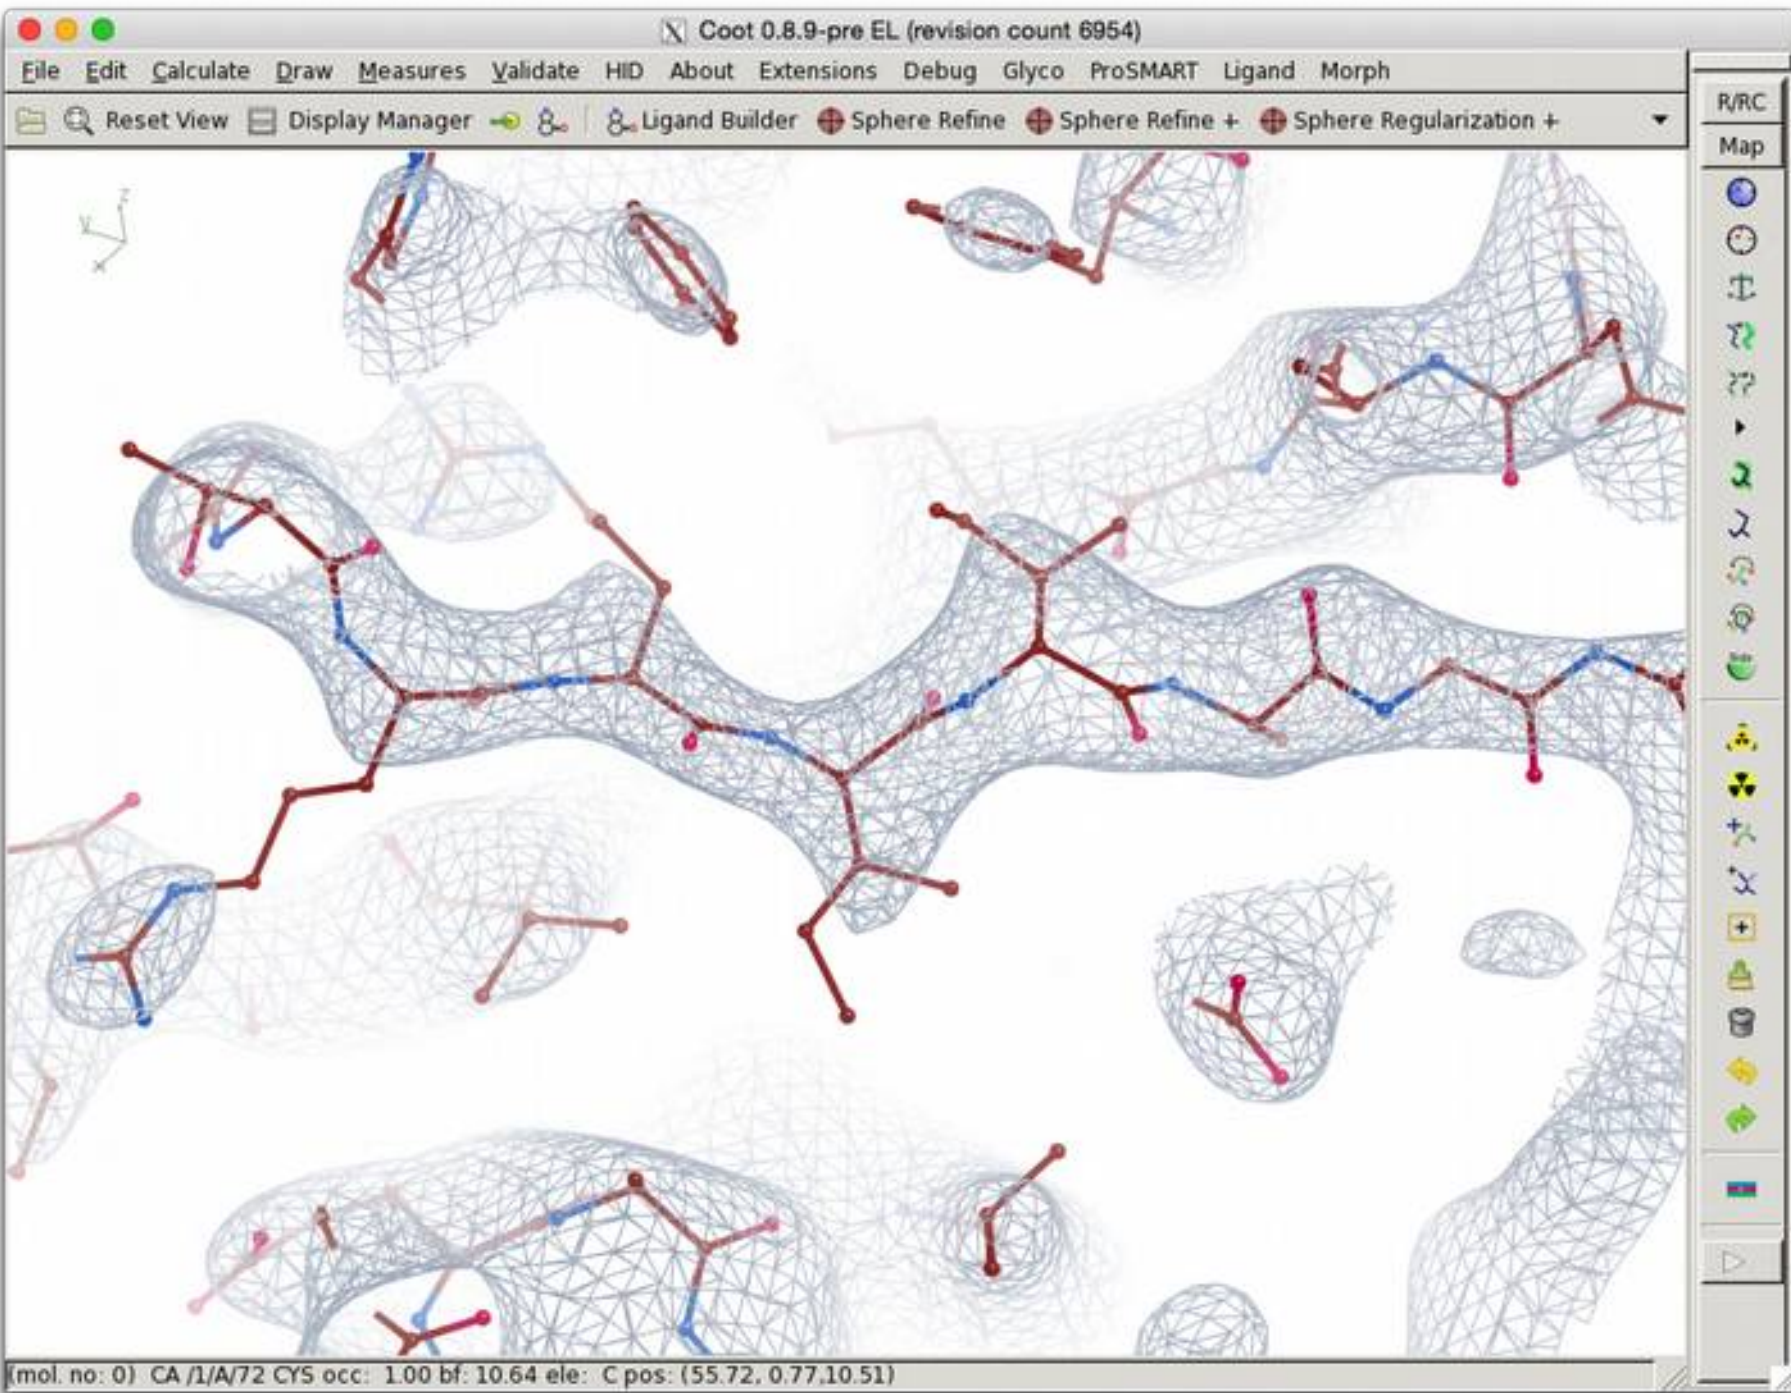 Coot 0.8.9-pre EL (revision count 6954)
File Edit Calculate Draw Measures Validate HID About Extensions Debug Glyco ProSMART Ligand Morph
Reset View Display Manager Ligand Builder Sphere Refine Sphere Refine + Sphere Regularization +
R/RC
Map
z
y
x
(mol. no: 0) CA /1/A/72 CYS occ: 1.00 bf: 10.64 ele: C pos: (55.72, 0.77,10.51)